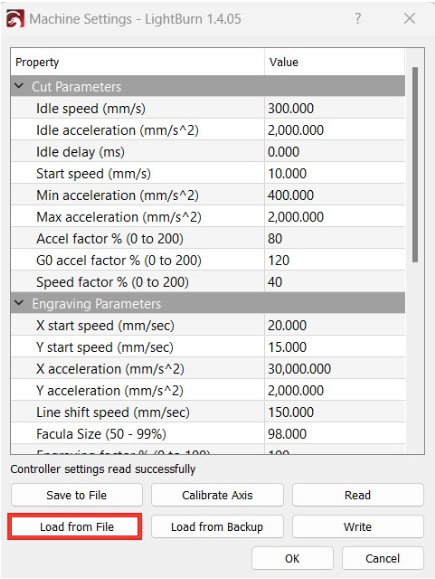 Machine Settings - LightBurn 1.4.05 ? ×
Property Value
Cut Parameters
Idle speed (mm/s) 300.000
Idle acceleration (mm/s^2) 2,000.000
Idle delay (ms) 0.000
Start speed (mm/s) 10.000
Min acceleration (mm/s^2) 400.000
Max acceleration (mm/s^2) 2,000.000
Accel factor % (0 to 200) 80
G0 accel factor % (0 to 200) 120
Speed factor % (0 to 200) 40
Engraving Parameters
X start speed (mm/sec) 20.000
Y start speed (mm/sec) 15.000
X acceleration (mm/s^2) 30,000.000
Y acceleration (mm/s^2) 2,000.000
Line shift speed (mm/sec) 150.000
Facula Size (50 - 99%) 98.000
Engraving factor % (0 to 100) 100
Controller settings read successfully
Save to File Calibrate Axis Read
Load from File Load from Backup Write
OK Cancel